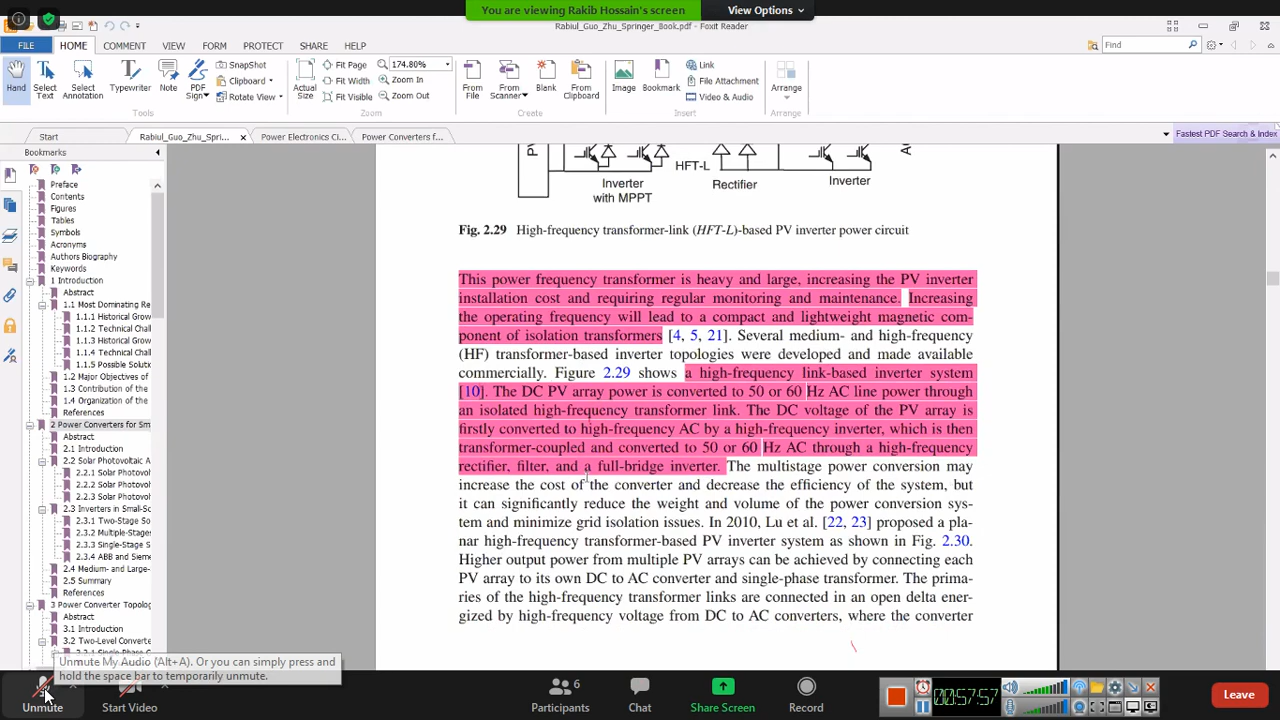 You are viewing Rakib Hossain's screen
View Options
Rabiul_Guo_Zhu_Springer_Book.pdf - Foxit Reader
FILE HOME COMMENT VIEW FORM PROTECT SHARE HELP
Find
Hand
Select Text
Select Annotation
SnapShot
Clipboard
Rotate View
Typewriter
Note
PDF Sign
Tools
Actual Size
Fit Page
Fit Width
Fit Visible
174.80%
Zoom In
Zoom Out
Zoom
From File
From Scanner
Blank
From Clipboard
Create
Image
Bookmark
Link
File Attachment
Video & Audio
Insert
Arrange
Arrange
Start
Rabiul_Guo_Zhu_Spri... x
Power Electronics Ci...
Power Converters f...
Fastest PDF Search & Index
Bookmarks
Preface
Contents
Figures
Tables
Symbols
Acronyms
Authors Biography
Keywords
1 Introduction
Abstract
1.1 Most Dominating Re
1.1.1 Historical Grow
1.1.2 Technical Chall
1.1.3 Historical Grow
1.1.4 Technical Chall
1.1.5 Possible Solutio
1.2 Major Objectives of
1.3 Contribution of the
1.4 Organization of the
References
2 Power Converters for Sm
Abstract
2.1 Introduction
2.2 Solar Photovoltaic A
2.2.1 Solar Photovol
2.2.2 Solar Photovol
2.2.3 Solar Photovol
2.3 Inverters in Small-Sc
2.3.1 Two-Stage So
2.3.2 Multiple-Stages
2.3.3 Single-Stage S
2.3.4 ABB and Sieme
2.4 Medium- and Large-
2.5 Summary
References
3 Power Converter Topolog
Abstract
3.1 Introduction
3.2 Two-Level Converte
PV
Inverter
with MPPT
HFT-L
Rectifier
Inverter
Fig. 2.29 High-frequency transformer-link (HFT-L)-based PV inverter power circuit
This power frequency transformer is heavy and large, increasing the PV inverter
installation cost and requiring regular monitoring and maintenance. Increasing
the operating frequency will lead to a compact and lightweight magnetic com-
ponent of isolation transformers [4, 5, 21]. Several medium- and high-frequency
(HF) transformer-based inverter topologies were developed and made available
commercially. Figure 2.29 shows a high-frequency link-based inverter system
[10]. The DC PV array power is converted to 50 or 60 Hz AC line power through
an isolated high-frequency transformer link. The DC voltage of the PV array is
firstly converted to high-frequency AC by a high-frequency inverter, which is then
transformer-coupled and converted to 50 or 60 Hz AC through a high-frequency
rectifier, filter, and a full-bridge inverter. The multistage power conversion may
increase the cost of the converter and decrease the efficiency of the system, but
it can significantly reduce the weight and volume of the power conversion sys-
tem and minimize grid isolation issues. In 2010, Lu et al. [22, 23] proposed a pla-
nar high-frequency transformer-based PV inverter system as shown in Fig. 2.30.
Higher output power from multiple PV arrays can be achieved by connecting each
PV array to its own DC to AC converter and single-phase transformer. The prima-
ries of the high-frequency transformer links are connected in an open delta ener-
gized by high-frequency voltage from DC to AC converters, where the converter
Unmute My Audio (Alt+A). Or you can simply press and
hold the space bar to temporarily unmute.
Unmute
Start Video
6
Participants
Chat
Share Screen
Record
00:57:57
Leave